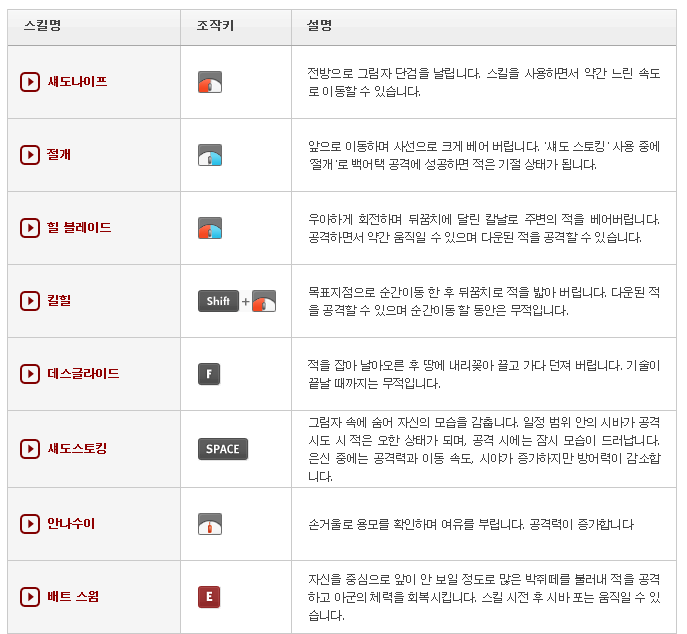 스킬명 조작키 설명
섀도나이프
전방으로 그림자 단검을 날립니다. 스킬을 사용하면서 약간 느린 속도
로 이동할 수 있습니다.
절개
앞으로 이동하며 사선으로 크게 베어 버립니다. '섀도 스토킹' 사용 중에
'절개'로 백어택 공격에 성공하면 적은 기절 상태가 됩니다.
힐 블레이드
우아하게 회전하며 뒤꿈치에 달린 칼날로 주변의 적을 베어버립니다.
공격하면서 약간 움직일 수 있으며 다운된 적을 공격할 수 있습니다.
킬힐
Shift +
목표지점으로 순간이동 한 후 뒤꿈치로 적을 밟아 버립니다. 다운된 적
을 공격할 수 있으며 순간이동 할 동안은 무적입니다.
데스글라이드
F
적을 잡아 날아오른 후 땅에 내리꽂아 끌고 가다 던져 버립니다. 기술이
끝날 때까지는 무적입니다.
섀도스토킹
SPACE
그림자 속에 숨어 자신의 모습을 감춥니다. 일정 범위 안의 시바가 공격
시도 시 적은 오한 상태가 되며, 공격 시에는 잠시 모습이 드러납니다.
은신 중에는 공격력과 이동 속도, 시야가 증가하지만 방어력이 감소합
니다.
안나수이
손거울로 용모를 확인하며 여유를 부립니다. 공격력이 증가합니다
배트 스웜
E
자신을 중심으로 앞이 안 보일 정도로 많은 박쥐떼를 불러내 적을 공격
하고 아군의 체력을 회복시킵니다. 스킬 시전 후 시바 포는 움직일 수 있
습니다.